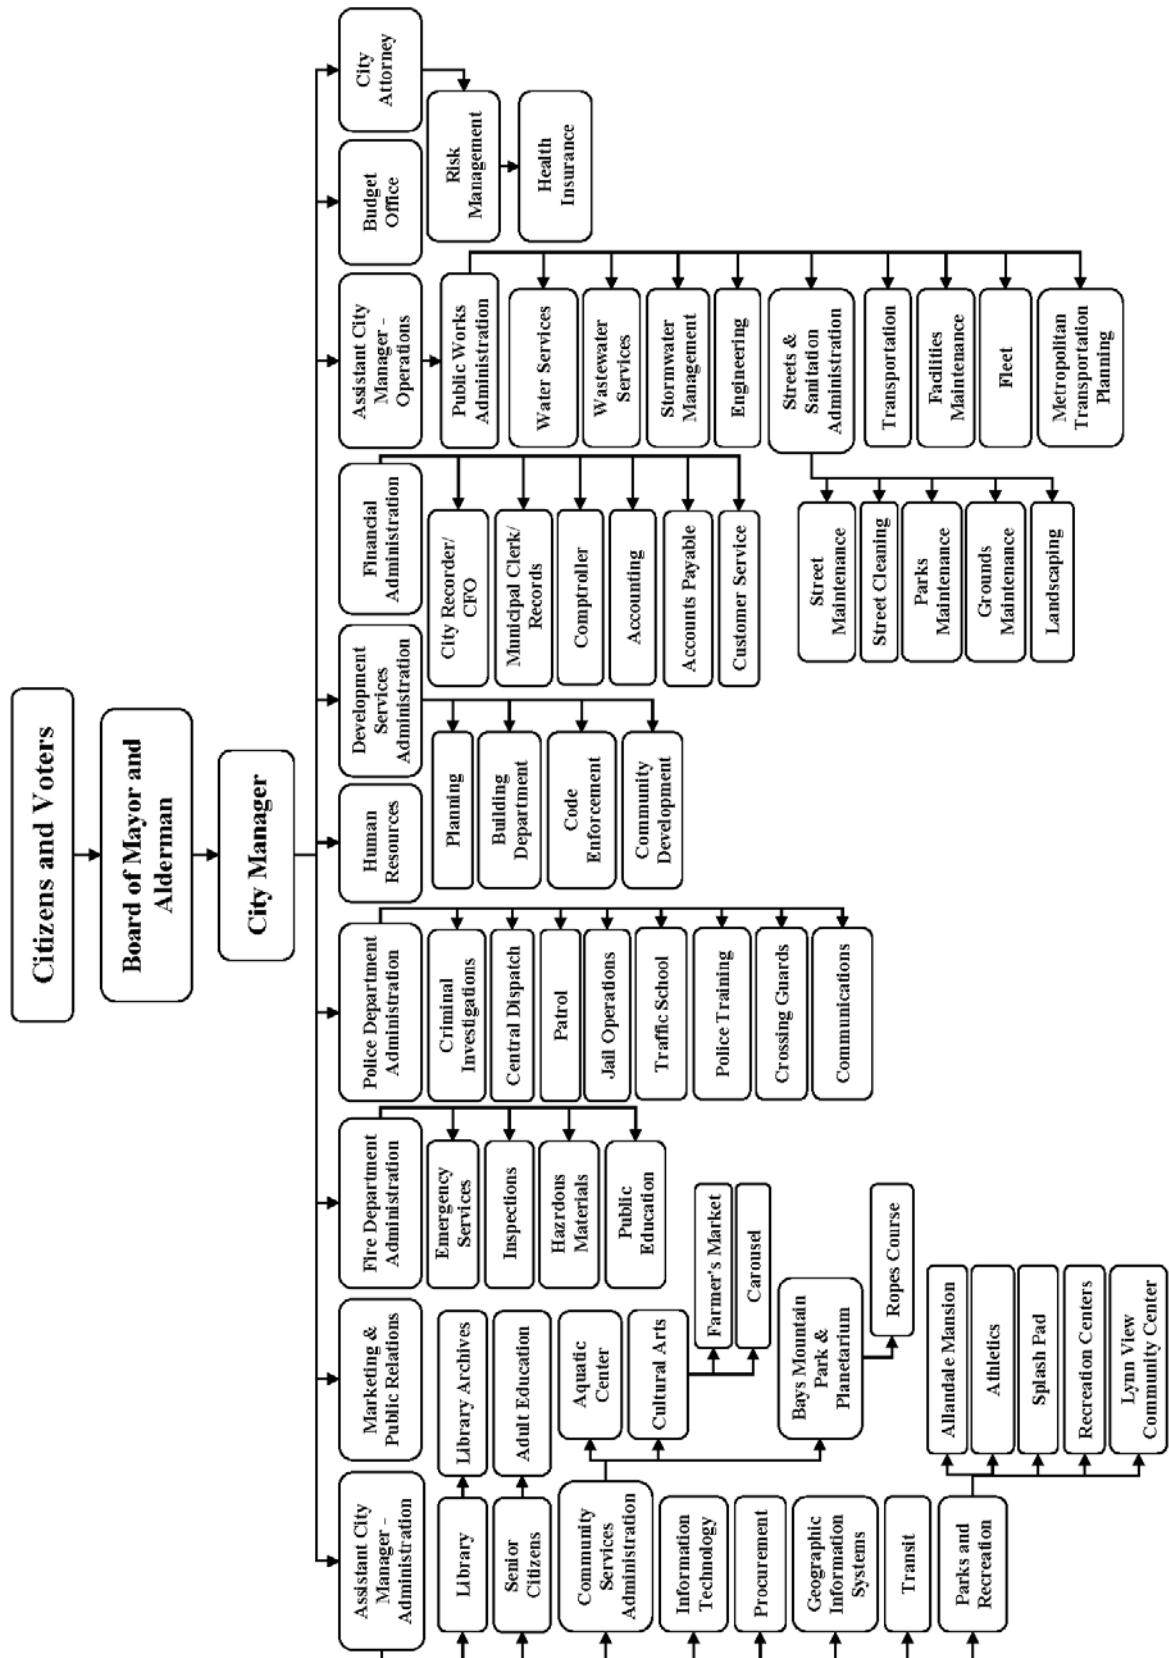 Citizens and Voters
Board of Mayor and
Alderman
City Manager
Assistant City
Manager -
Administration
Marketing &
Public Relations
Fire Department
Administration
Police Department
Administration
Human
Resources
Development
Services
Administration
Financial
Administration
Assistant City
Manager -
Operations
Budget
Office
City
Attorney
Library
Library Archives
Senior
Citizens
Adult Education
Community
Services
Administration
Aquatic
Center
Cultural Arts
Farmer's Market
Carousel
Bays Mountain
Park &
Planetarium
Ropes Course
Information
Technology
Procurement
Geographic
Information
Systems
Transit
Parks and
Recreation
Allandale Mansion
Athletics
Splash Pad
Recreation Centers
Lynn View
Community Center
Emergency
Services
Inspections
Hazrdous
Materials
Public
Education
Criminal
Investigations
Central Dispatch
Patrol
Jail Operations
Traffic School
Police Training
Crossing Guards
Communications
Planning
Building
Department
Code
Enforcement
Community
Development
City Recorder/
CFO
Municipal Clerk/
Records
Comptroller
Accounting
Accounts Payable
Customer Service
Public Works
Administration
Water Services
Wastewater
Services
Stormwater
Management
Engineering
Streets &
Sanitation
Administration
Street
Maintenance
Street Cleaning
Parks
Maintenance
Grounds
Maintenance
Landscaping
Transportation
Facilities
Maintenance
Fleet
Metropolitan
Transportation
Planning
Risk
Management
Health
Insurance